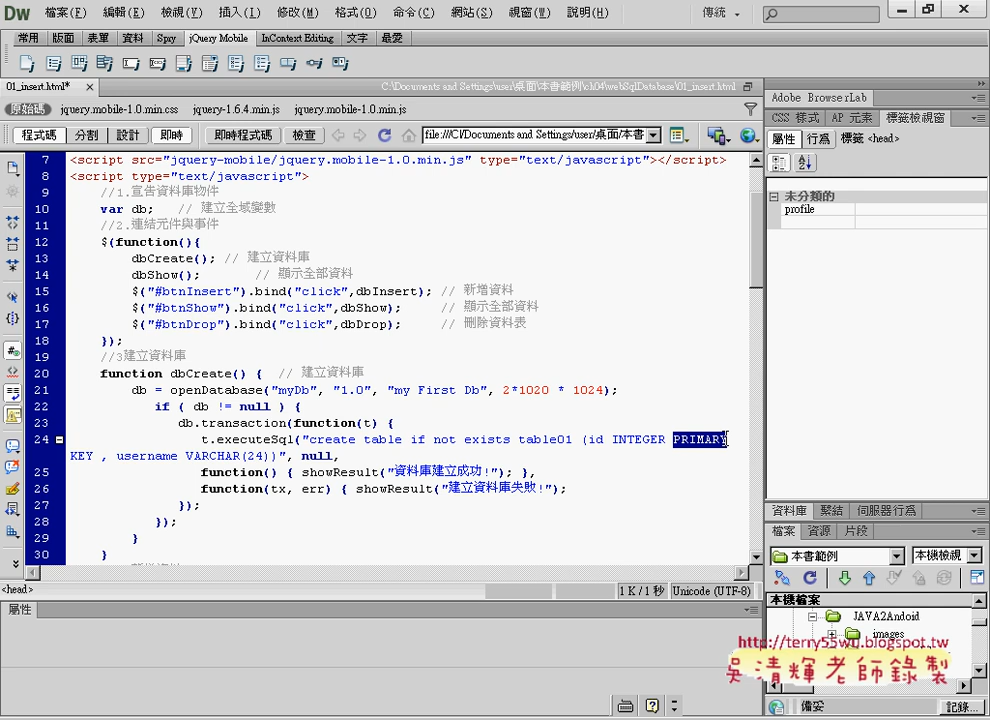 Dw 檔案(F) 編輯(E) 檢視(V) 插入(I) 修改(M) 格式(O) 命令(C) 網站(S) 視窗(W) 說明(H) 傳統
常用 版面 表單 資料 Spry jQuery Mobile InContext Editing 文字 最愛
01_insert.html* C:\Documents and Settings\user\桌面\本書範例\ch04\webSqlDatabase\01_insert.html
原始碼 jquery.mobile-1.0.min.css jquery-1.6.4.min.js jquery.mobile-1.0.min.js
程式碼 分割 設計 即時 即時程式碼 檢查 file:///C|/Documents and Settings/user/桌面/本書
7 <script src="jquery-mobile/jquery.mobile-1.0.min.js" type="text/javascript"></script>
8 <script type="text/javascript">
9 //1.宣告資料庫物件
10 var db; // 建立全域變數
11 //2.連結元件與事件
12 $(function(){
13 dbCreate(); // 建立資料庫
14 dbShow(); // 顯示全部資料
15 $("#btnInsert").bind("click",dbInsert); // 新增資料
16 $("#btnShow").bind("click",dbShow); // 顯示全部資料
17 $("#btnDrop").bind("click",dbDrop); // 刪除資料表
18 });
19 //3建立資料庫
20 function dbCreate() { // 建立資料庫
21 db = openDatabase("myDb", "1.0", "my First Db", 2*1020 * 1024);
22 if ( db != null ) {
23 db.transaction(function(t) {
24 t.executeSql("create table if not exists table01 (id INTEGER PRIMARY
KEY , username VARCHAR(24))", null,
25 function() { showResult("資料庫建立成功!"); },
26 function(tx, err) { showResult("建立資料庫失敗!");
27 });
28 });
29 }
30 }
<head> 1 K / 1 秒 Unicode (UTF-8)
屬性
Adobe BrowserLab
CSS 樣式 AP 元素 標籤檢視窗
屬性 行為 標籤 <head>
未分類的
profile
資料庫 繫結 伺服器行為
檔案 資源 片段
本書範例 本機檢視
本機檔案
JAVA2Andoid
images
http://terry55wu.blogspot.tw
吳清輝老師錄製
備妥 記錄...